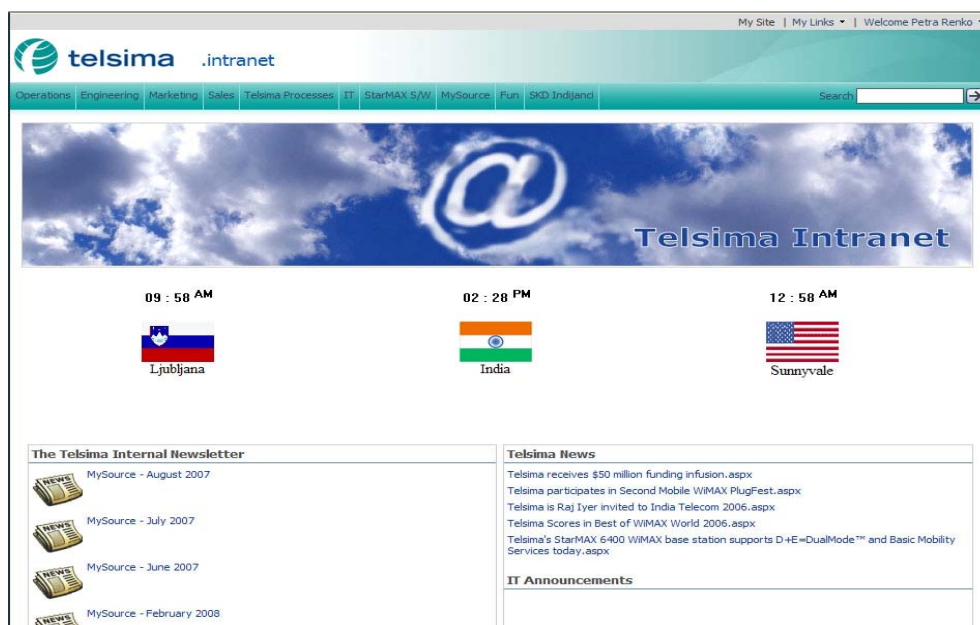 My Site | My Links | Welcome Petra Renko
telsima .intranet
Operations Engineering Marketing Sales Telsima Processes IT StarMAX S/W MySource Fun SKD Indijanci Search
@
Telsima Intranet
09 : 58 AM 02 : 28 PM 12 : 58 AM
Ljubljana India Sunnyvale
The Telsima Internal Newsletter
NEWS
MySource - August 2007
NEWS
MySource - July 2007
NEWS
MySource - June 2007
NEWS
MySource - February 2008
Telsima News
Telsima receives $50 million funding infusion.aspx
Telsima participates in Second Mobile WiMAX PlugFest.aspx
Telsima is Raj Iyer invited to India Telecom 2006.aspx
Telsima Scores in Best of WiMAX World 2006.aspx
Telsima's StarMAX 6400 WiMAX base station supports D+E=DualMode™ and Basic Mobility
Services today.aspx
IT Announcements